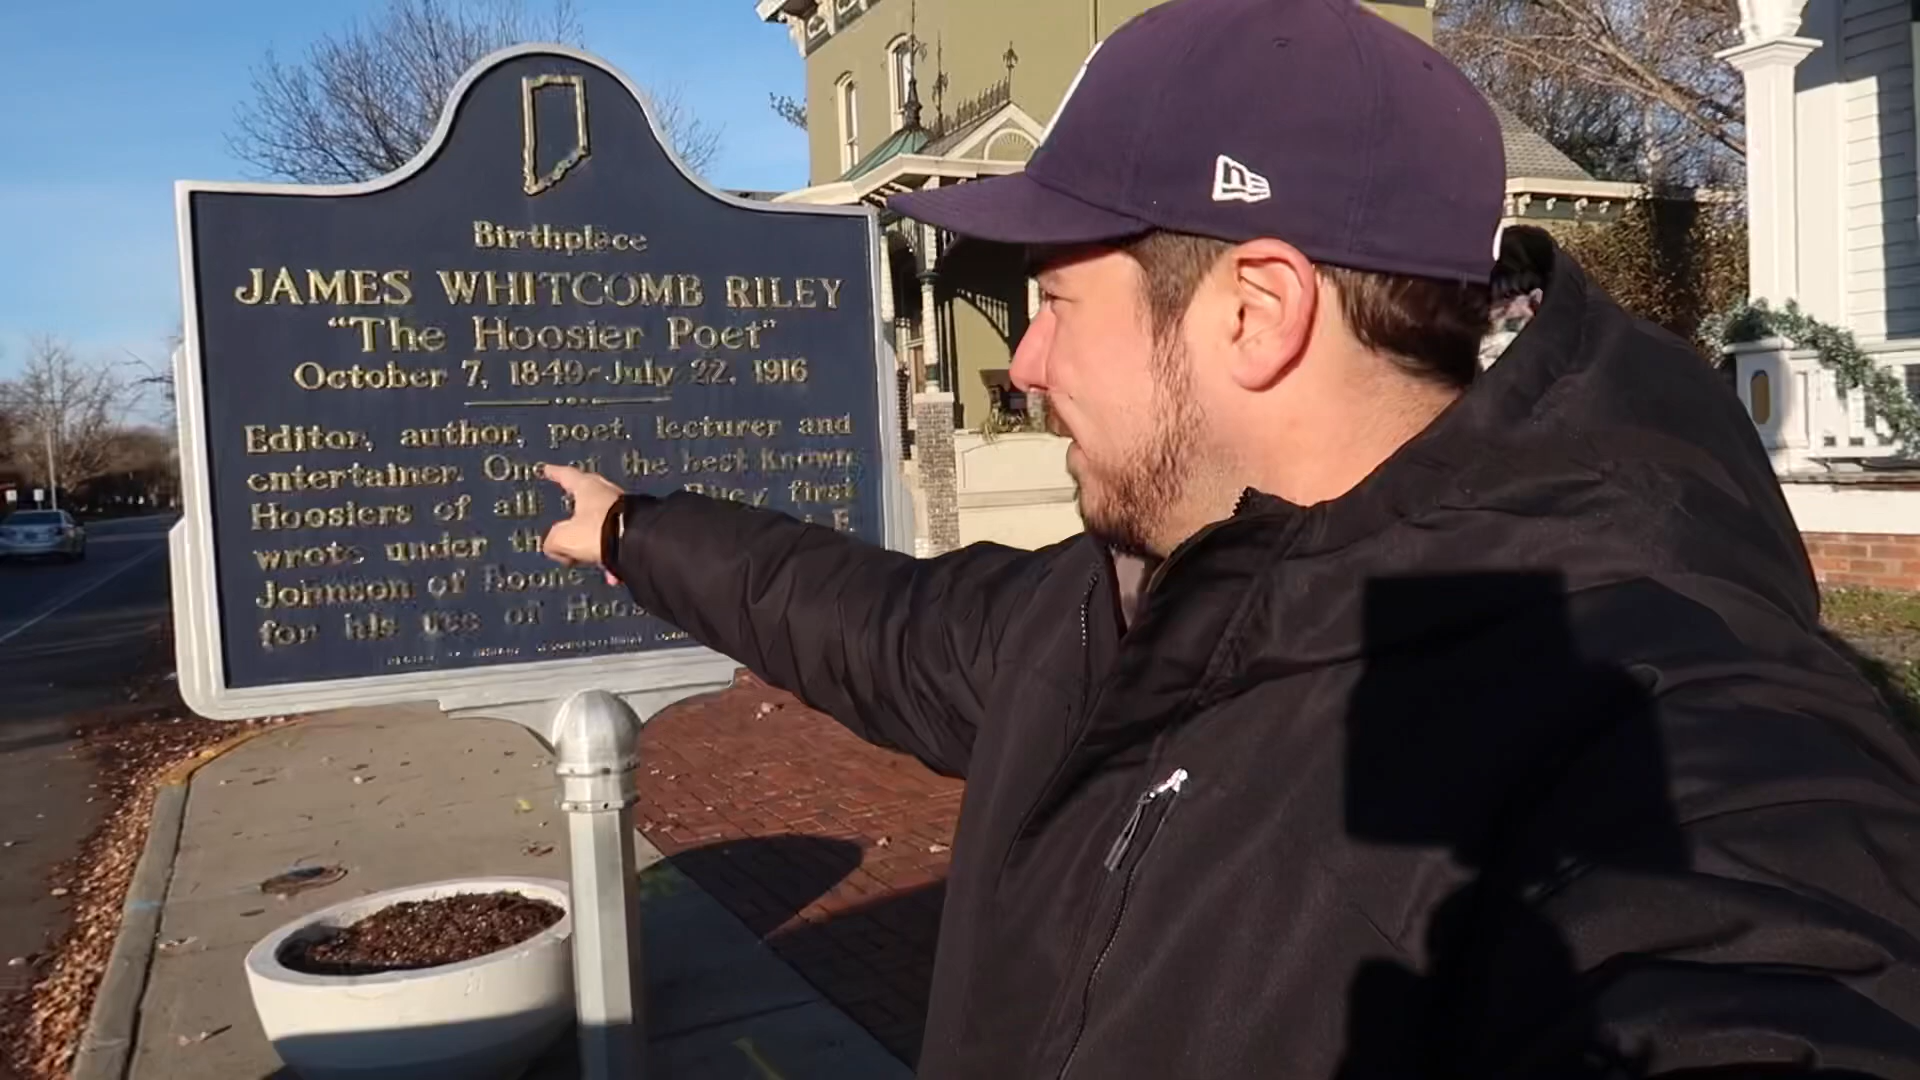 Birthplace
JAMES WHITCOMB RILEY
"The Hoosier Poet"
October 7, 1849-July 22, 1916
Editor, author, poet, lecturer and
entertainer. One of the best known
Hoosiers of all first
wrote under F.
Johnson of Boone
for his use of
NE